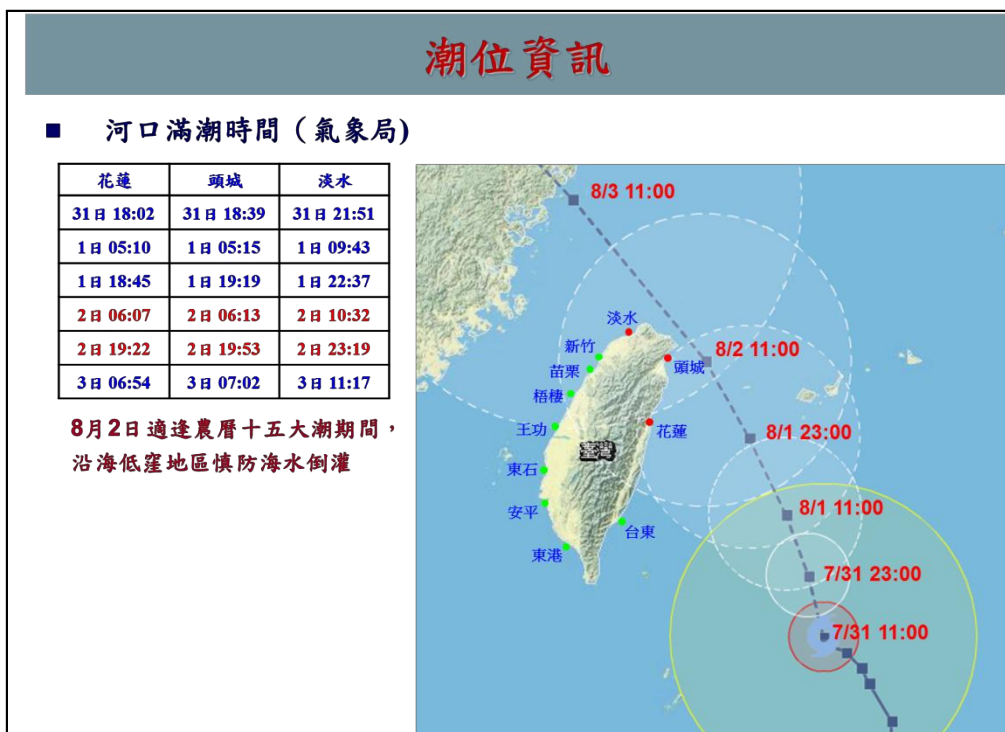 潮位資訊
■ 河口滿潮時間（氣象局)
花蓮 頭城 淡水
31日 18:02 31日 18:39 31日 21:51
1日 05:10 1日 05:15 1日 09:43
1日 18:45 1日 19:19 1日 22:37
2日 06:07 2日 06:13 2日 10:32
2日 19:22 2日 19:53 2日 23:19
3日 06:54 3日 07:02 3日 11:17
8月2日適逢農曆十五大潮期間，
沿海低窪地區慎防海水倒灌
8/3 11:00
淡水
新竹
8/2 11:00
頭城
苗栗
梧棲
王功
花蓮
8/1 23:00
臺灣
東石
安平
8/1 11:00
台東
東港
7/31 23:00
7/31 11:00